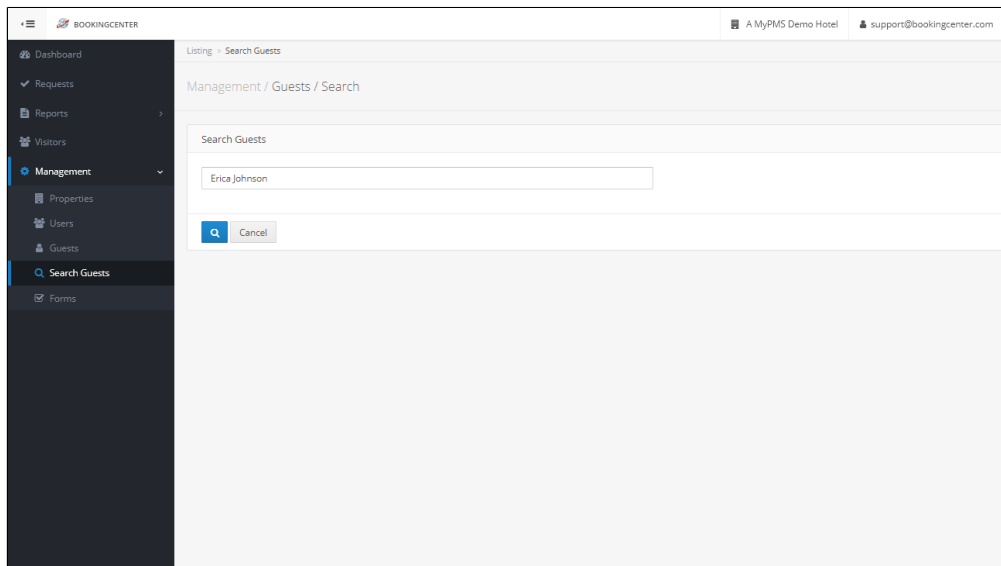 BOOKINGCENTER
A MyPMS Demo Hotel
support@bookingcenter.com
Dashboard
Requests
Reports
Visitors
Management
Properties
Users
Guests
Search Guests
Forms
Listing > Search Guests
Management / Guests / Search
Search Guests
Erica Johnson
Cancel